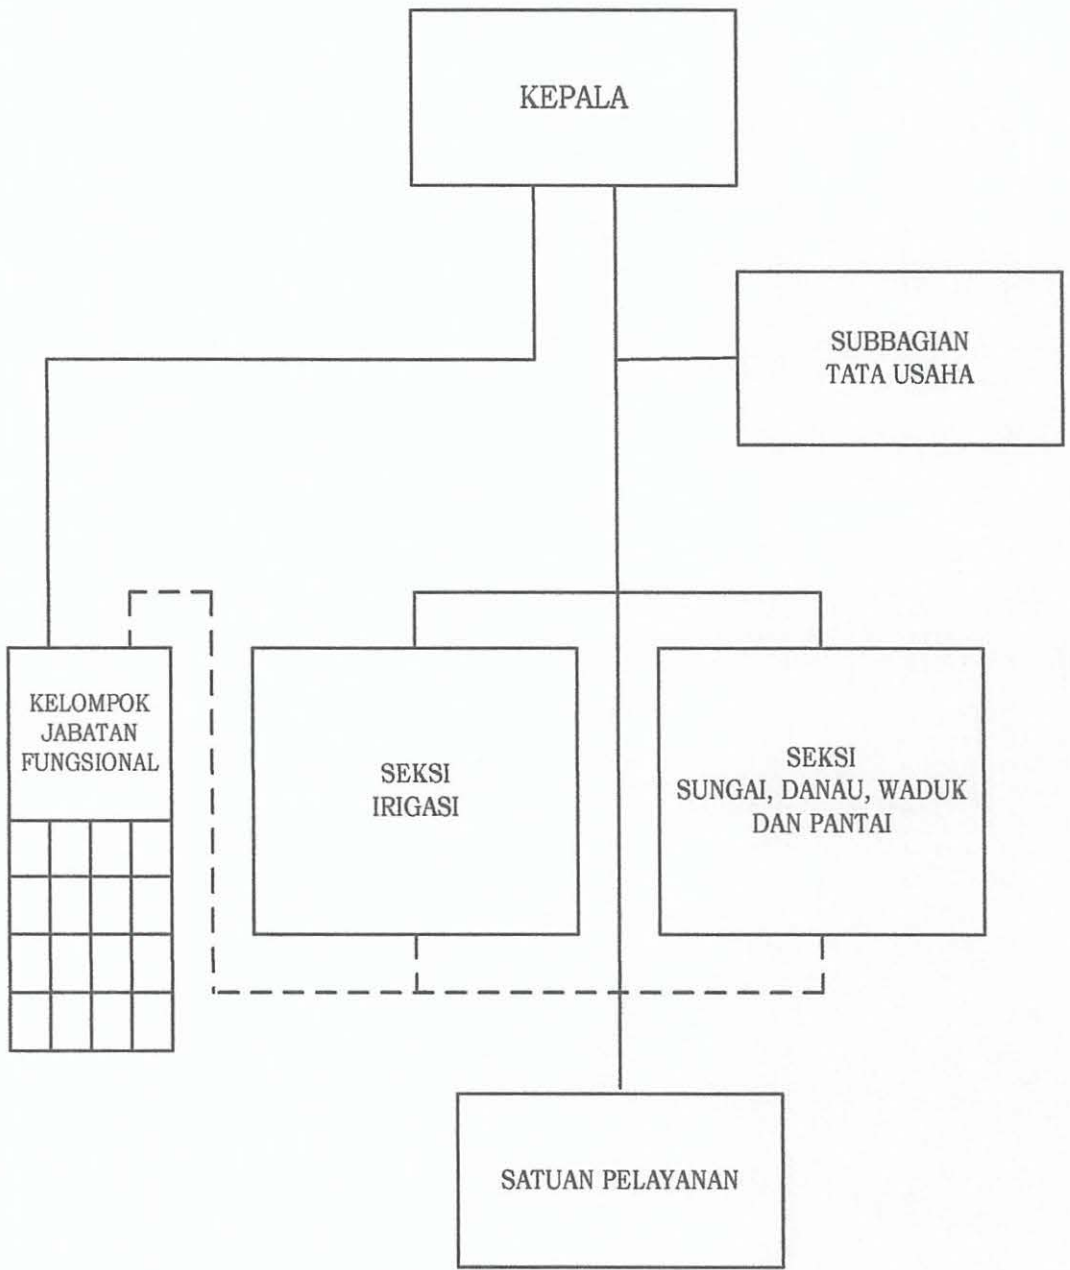 KEPALA
SUBBAGIAN
TATA USAHA
KELOMPOK
JABATAN
FUNGSIONAL
SEKSI
IRIGASI
SEKSI
SUNGAI, DANAU, WADUK
DAN PANTAI
SATUAN PELAYANAN